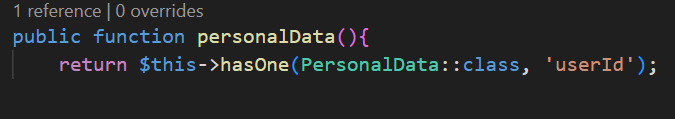 1 reference | 0 overrides
public function personalData(){
return $this->hasOne(PersonalData::class, 'userId');